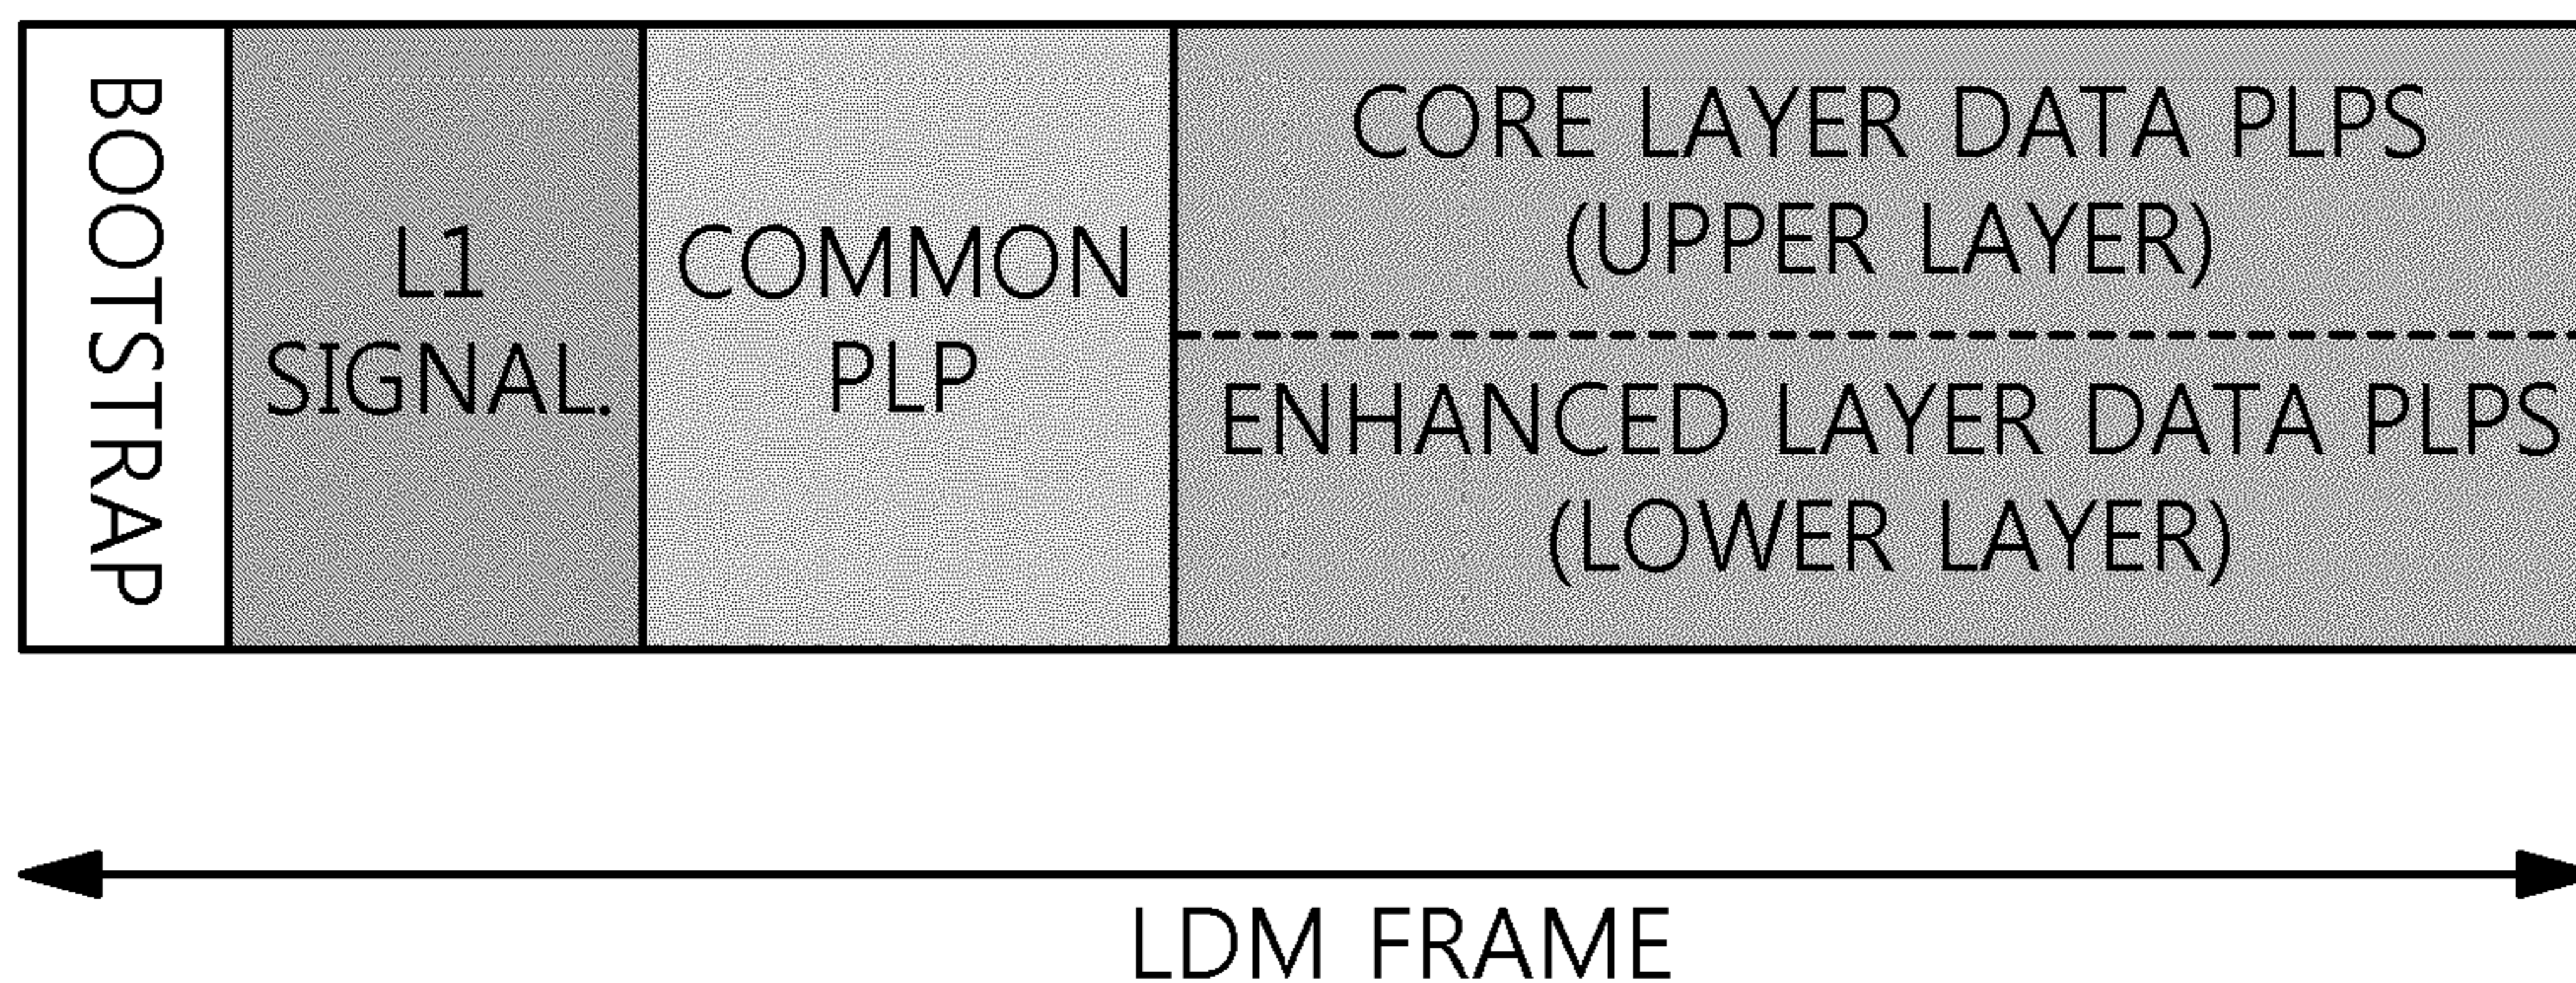 BOOTSTRAP
L1
SIGNAL.
COMMON
PLP
CORE LAYER DATA PLPS
(UPPER LAYER)
ENHANCED LAYER DATA PLPS
(LOWER LAYER)
LDM FRAME